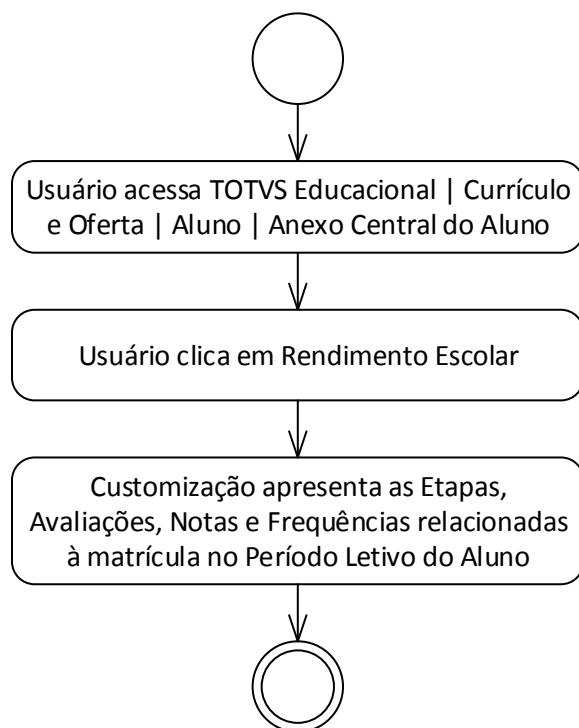 Usuário acessa TOTVS Educacional | Currículo
e Oferta | Aluno | Anexo Central do Aluno
Usuário clica em Rendimento Escolar
Customização apresenta as Etapas,
Avaliações, Notas e Frequências relacionadas
à matrícula no Período Letivo do Aluno